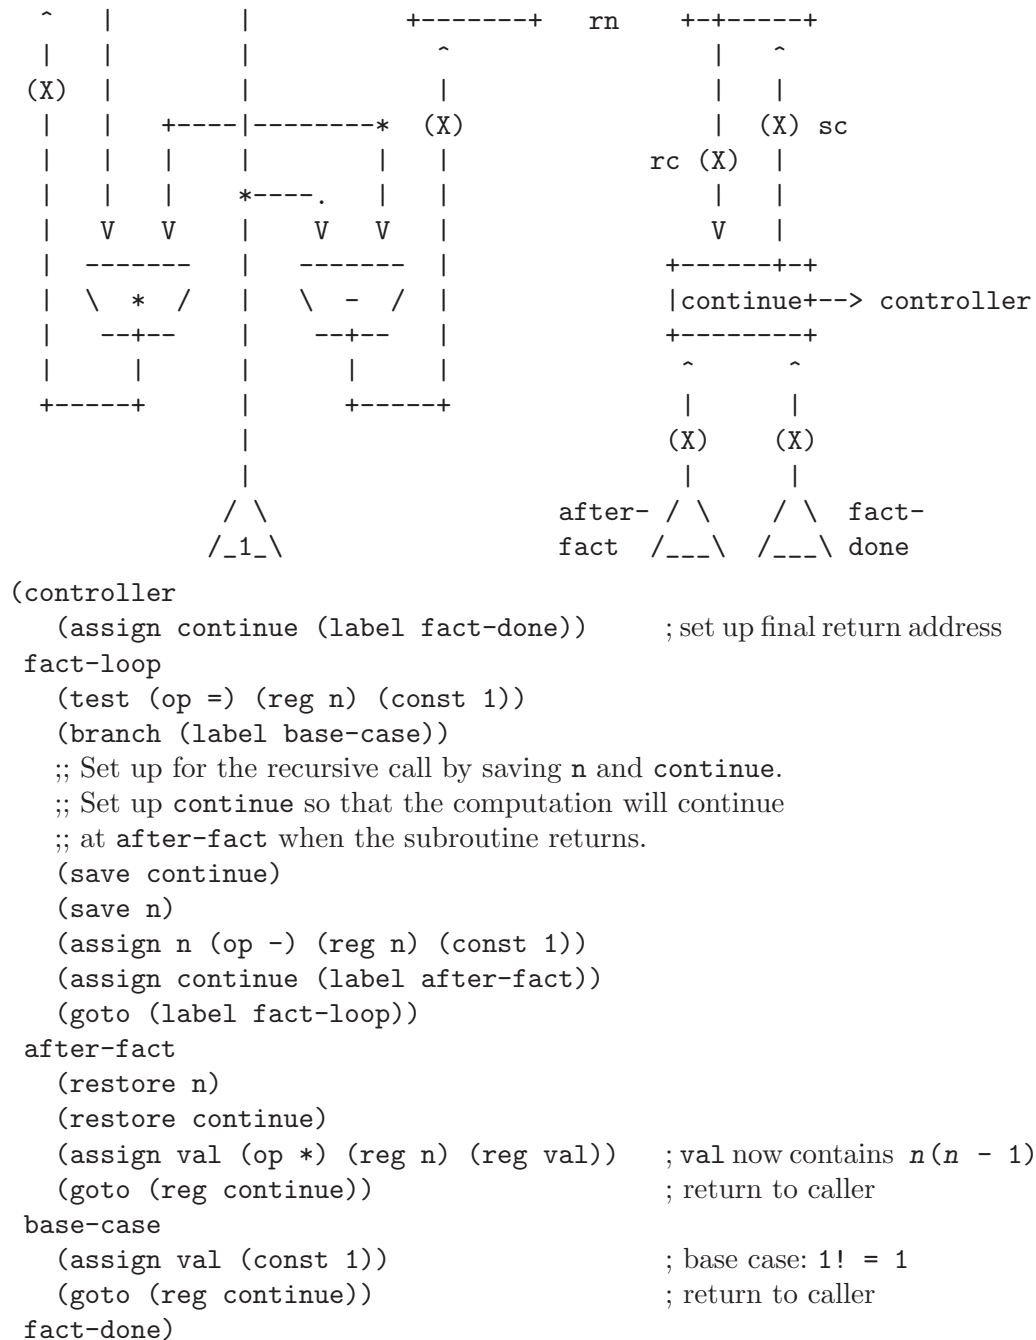 ^    |        |          +-------+   rn    +-+-----+
  |    |        |            ^                 |   ^
 (X)   |        |            |                 |   |
  |    |   +----|--------*  (X)                |  (X) sc
  |    |   |    |        |   |             rc (X)  |
  |    |   |    *----.   |   |                 |   |
  |    V   V    |    V   V   |                 V   |
  |  -------    |   -------  |              +------+-+
  |  \  *  /    |   \  -  /  |              |continue+--> controller
  |   --+--     |    --+--   |              +--------+
  |     |       |      |     |               ^      ^
  +-----+       |      +-----+               |      |
                |                           (X)    (X)
                |                            |      |
               / \                   after- / \    / \  fact-
              /_1_\                  fact  /___\  /___\ done
(controller
   (assign continue (label fact-done))     ; set up final return address
 fact-loop
   (test (op =) (reg n) (const 1))
   (branch (label base-case))
   ;; Set up for the recursive call by saving n and continue.
   ;; Set up continue so that the computation will continue
   ;; at after-fact when the subroutine returns.
   (save continue)
   (save n)
   (assign n (op -) (reg n) (const 1))
   (assign continue (label after-fact))
   (goto (label fact-loop))
 after-fact
   (restore n)
   (restore continue)
   (assign val (op *) (reg n) (reg val))   ; val now contains n(n - 1)
   (goto (reg continue))                   ; return to caller
 base-case
   (assign val (const 1))                  ; base case: 1! = 1
   (goto (reg continue))                   ; return to caller
 fact-done)